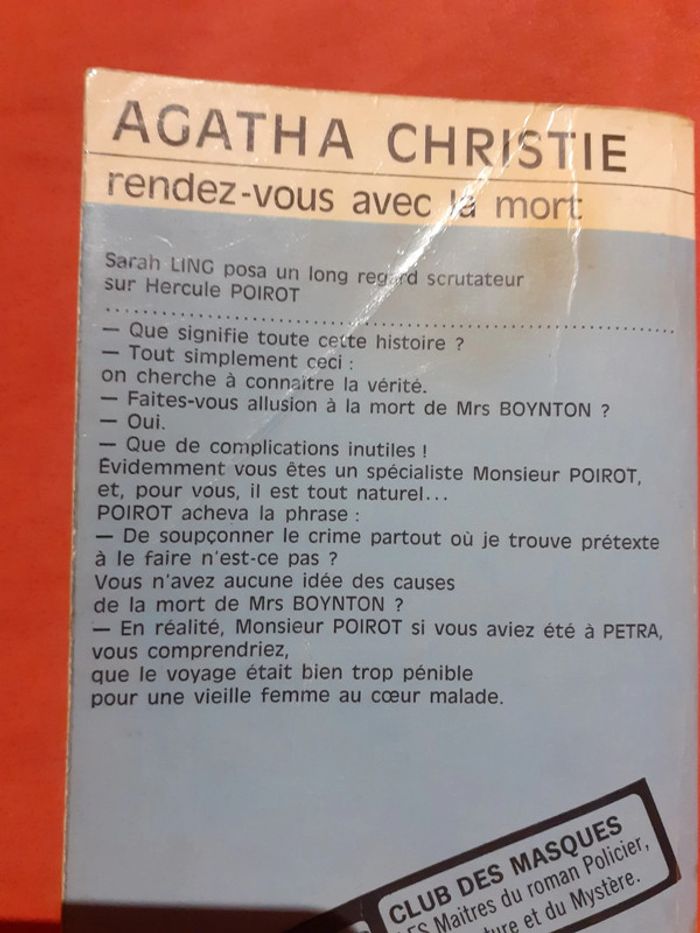 AGATHA CHRISTIE
rendez-vous avec la mort
Sarah LING posa un long regard scrutateur
sur Hercule POIROT
................................................................................
— Que signifie toute cette histoire ?
— Tout simplement ceci :
on cherche à connaître la vérité.
— Faites-vous allusion à la mort de Mrs BOYNTON ?
— Oui.
— Que de complications inutiles !
Évidemment vous êtes un spécialiste Monsieur POIROT,
et, pour vous, il est tout naturel...
POIROT acheva la phrase :
— De soupçonner le crime partout où je trouve prétexte
à le faire n'est-ce pas ?
Vous n'avez aucune idée des causes
de la mort de Mrs BOYNTON ?
— En réalité, Monsieur POIROT si vous aviez été à PETRA,
vous comprendriez,
que le voyage était bien trop pénible
pour une vieille femme au cœur malade.
CLUB DES MASQUES
Maitres du roman Policier,
et du Mystère.